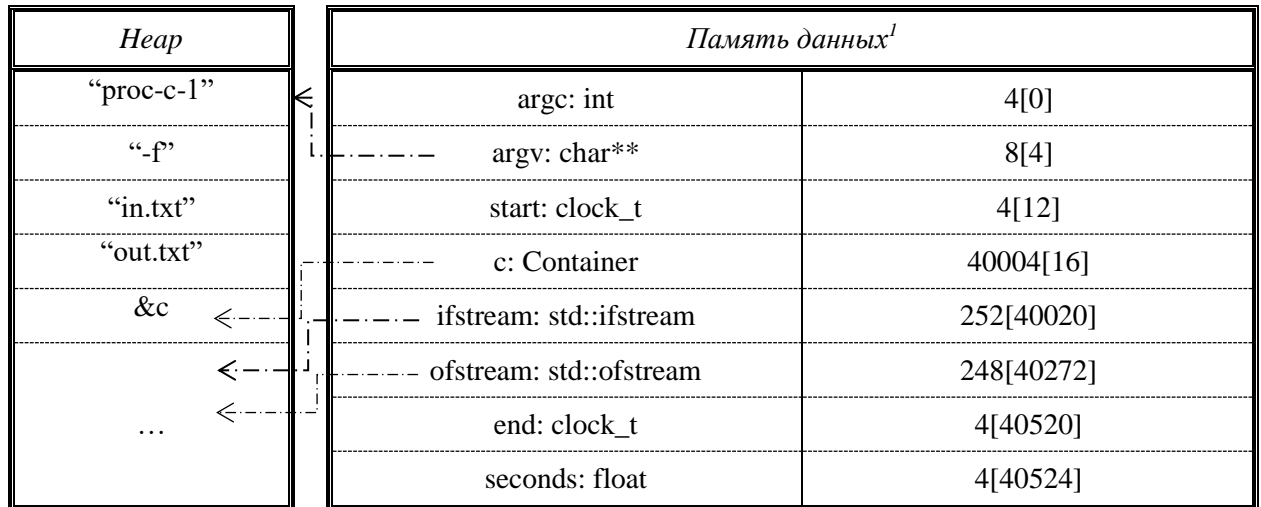 Heap
Память данных1
“proc-c-1”
argc: int
4[0]
“-f”
argv: char**
8[4]
“in.txt”
start: clock_t
4[12]
“out.txt”
c: Container
40004[16]
&c
ifstream: std::ifstream
252[40020]
ofstream: std::ofstream
248[40272]
…
end: clock_t
4[40520]
seconds: float
4[40524]